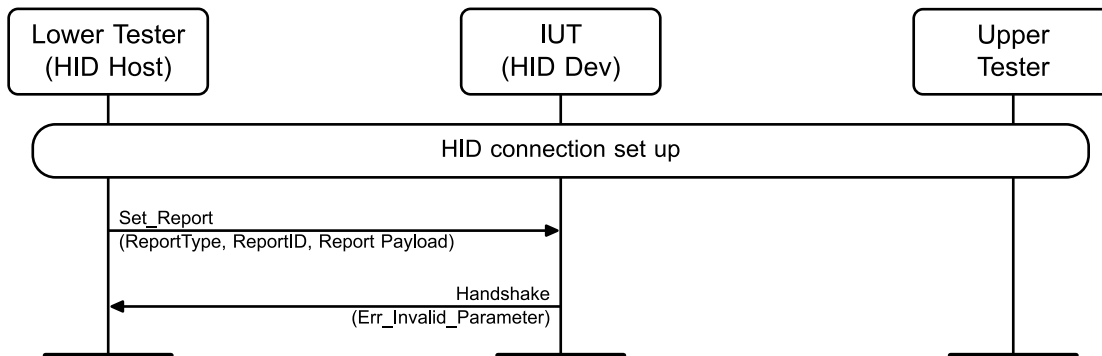 Lower Tester
(HID Host)
IUT
(HID Dev)
Upper
Tester
HID connection set up
Set_Report
(ReportType, ReportID, Report Payload)
Handshake
(Err_Invalid_Parameter)